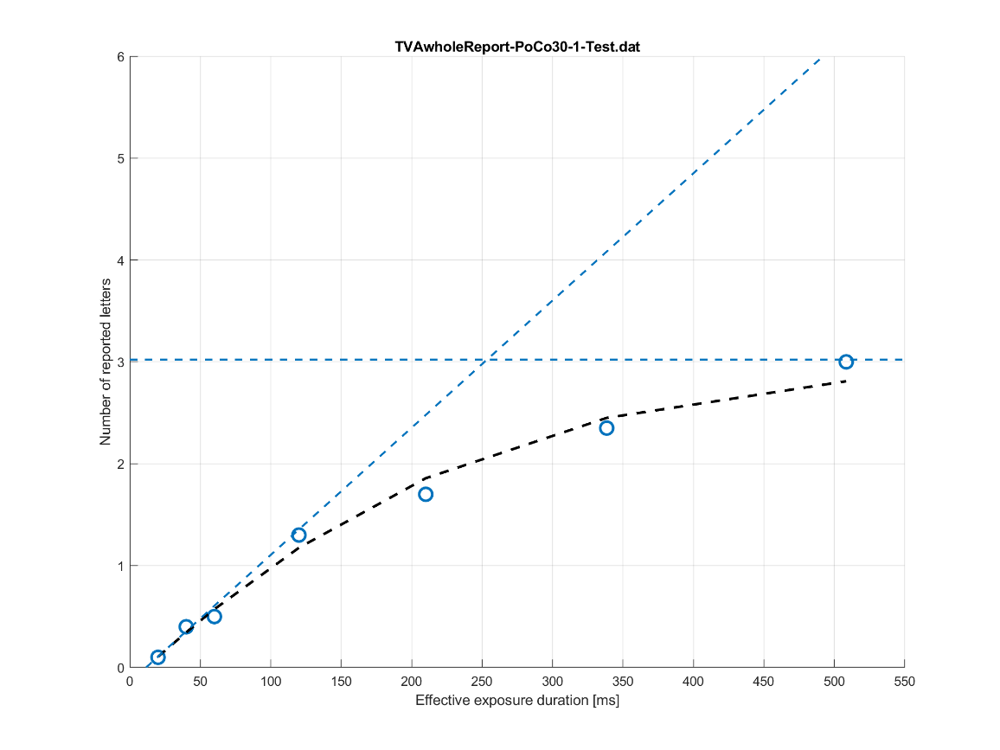 TVAwholeReport-PoCo30-1-Test.dat
6
5
4
3
2
1
0
Number of reported letters
0 50 100 150 200 250 300 350 400 450 500 550
Effective exposure duration [ms]